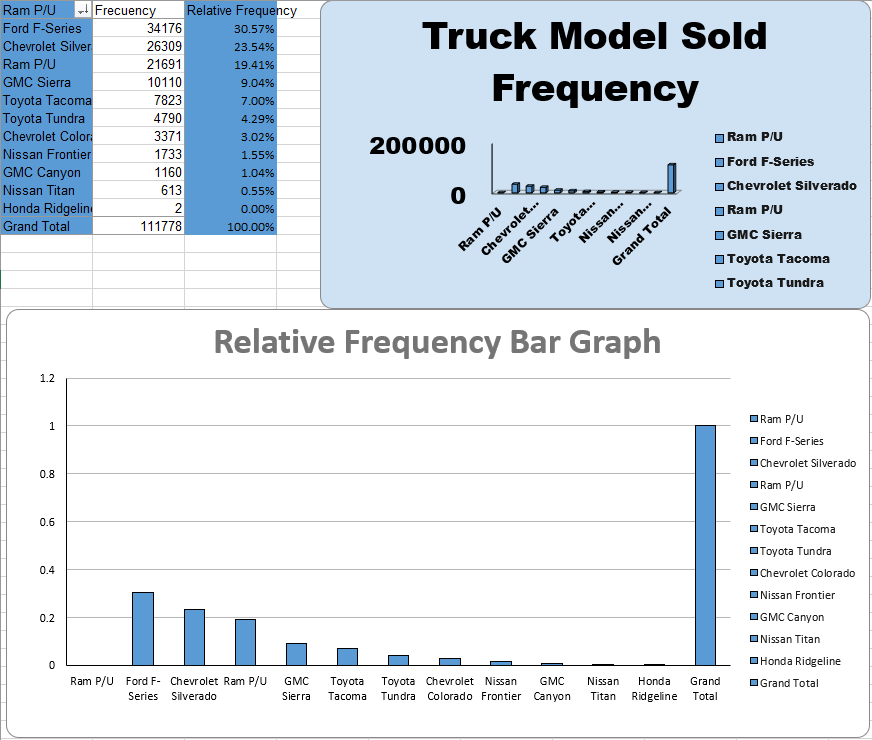 Ram P/U Frecuency Relative Frequency
Ford F-Series 34176 30.57%
Chevrolet Silver 26309 23.54%
Ram P/U 21691 19.41%
GMC Sierra 10110 9.04%
Toyota Tacoma 7823 7.00%
Toyota Tundra 4790 4.29%
Chevrolet Colora 3371 3.02%
Nissan Frontier 1733 1.55%
GMC Canyon 1160 1.04%
Nissan Titan 613 0.55%
Honda Ridgelin 2 0.00%
Grand Total 111778 100.00%
Truck Model Sold
Frequency
200000
0
Ram P/U
Chevrolet...
GMC Sierra
Toyota...
Nissan...
Nissan...
Grand Total
Ram P/U
Ford F-Series
Chevrolet Silverado
Ram P/U
GMC Sierra
Toyota Tacoma
Toyota Tundra
Relative Frequency Bar Graph
1.2
1
0.8
0.6
0.4
0.2
0
Ram P/U Ford F- Chevrolet Ram P/U GMC Toyota Toyota Chevrolet Nissan GMC Nissan Honda Grand
Series Silverado Sierra Tacoma Tundra Colorado Frontier Canyon Titan Ridgeline Total
Ram P/U
Ford F-Series
Chevrolet Silverado
Ram P/U
GMC Sierra
Toyota Tacoma
Toyota Tundra
Chevrolet Colorado
Nissan Frontier
GMC Canyon
Nissan Titan
Honda Ridgeline
Grand Total